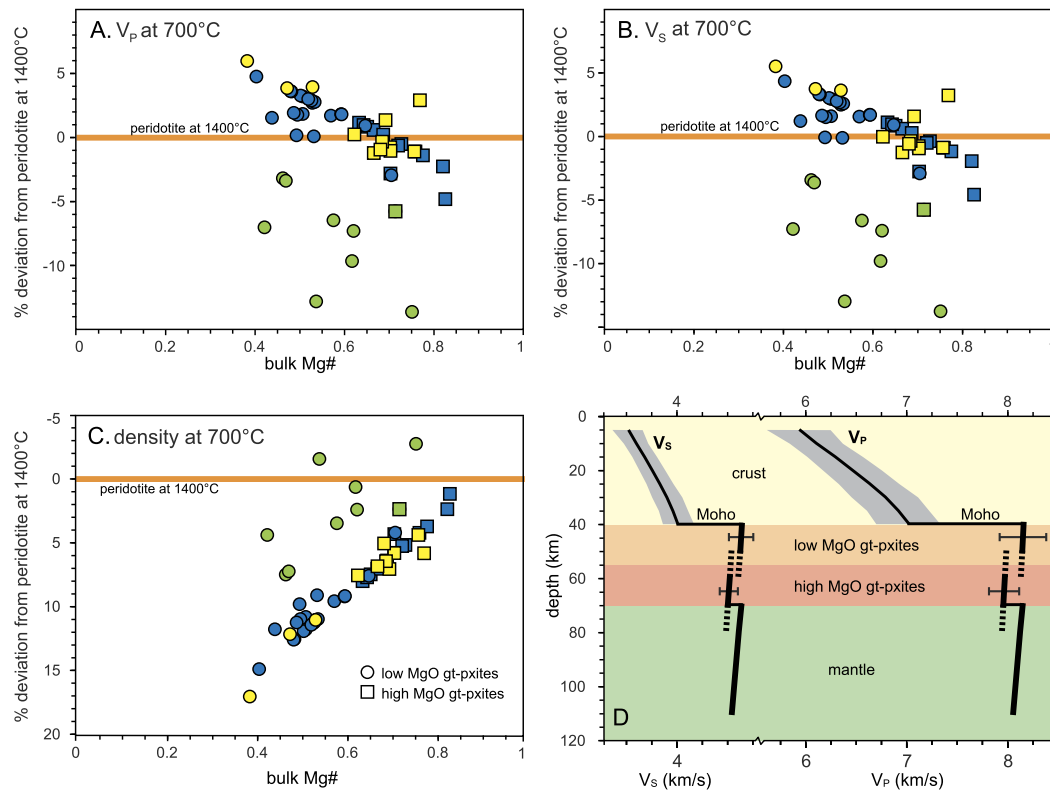 A. VP at 700°C
% deviation from peridotite at 1400°C
5
0
-5
-10
peridotite at 1400°C
0
0.2
0.4
0.6
0.8
1
bulk Mg#
B. VS at 700°C
% deviation from peridotite at 1400°C
5
0
-5
-10
peridotite at 1400°C
0
0.2
0.4
0.6
0.8
1
bulk Mg#
C. density at 700°C
% deviation from peridotite at 1400°C
-5
0
5
10
15
20
peridotite at 1400°C
low MgO gt-pxites
high MgO gt-pxites
0
0.2
0.4
0.6
0.8
1
bulk Mg#
4
6
7
8
depth (km)
0
20
40
60
80
100
120
VS
VP
crust
Moho
Moho
low MgO gt-pxites
high MgO gt-pxites
mantle
D
4
6
7
8
VS (km/s)
VP (km/s)